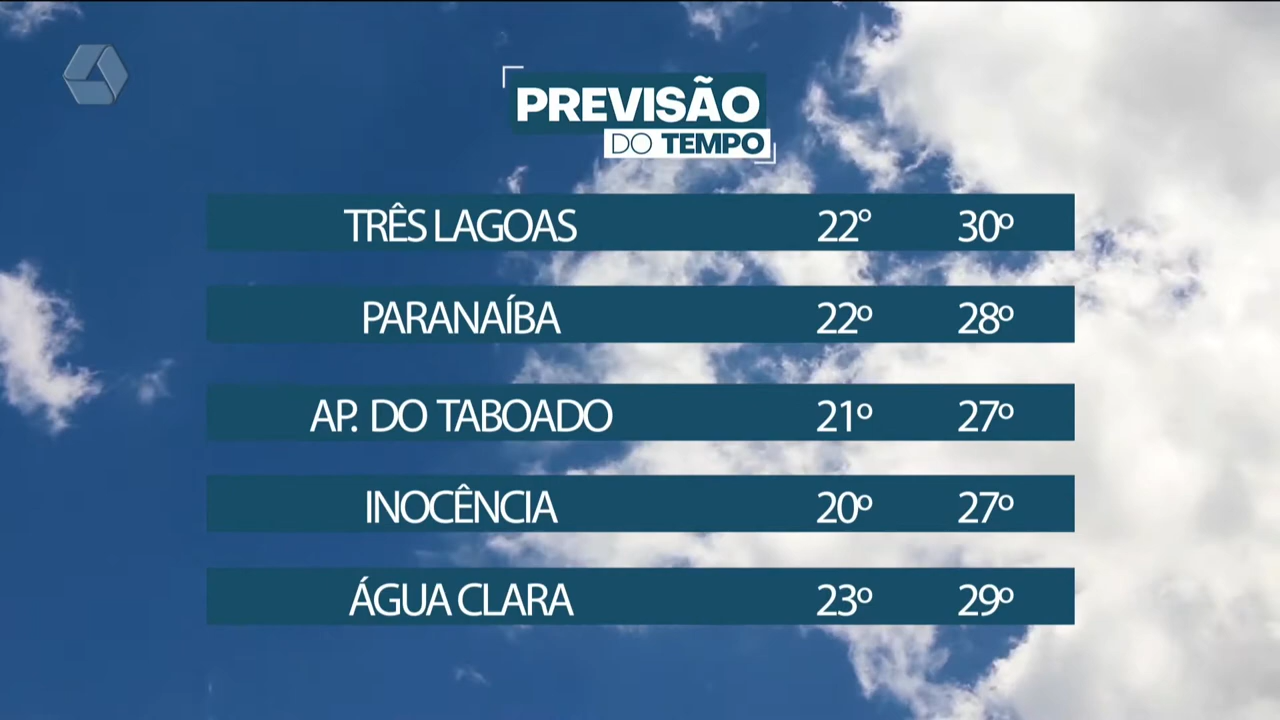 PREVISÃO
DO TEMPO
TRÊS LAGOAS 22° 30º
PARANAÍBA 22º 28º
AP. DO TABOADO 21º 27º
INOCÊNCIA 20º 27º
ÁGUA CLARA 23º 29º